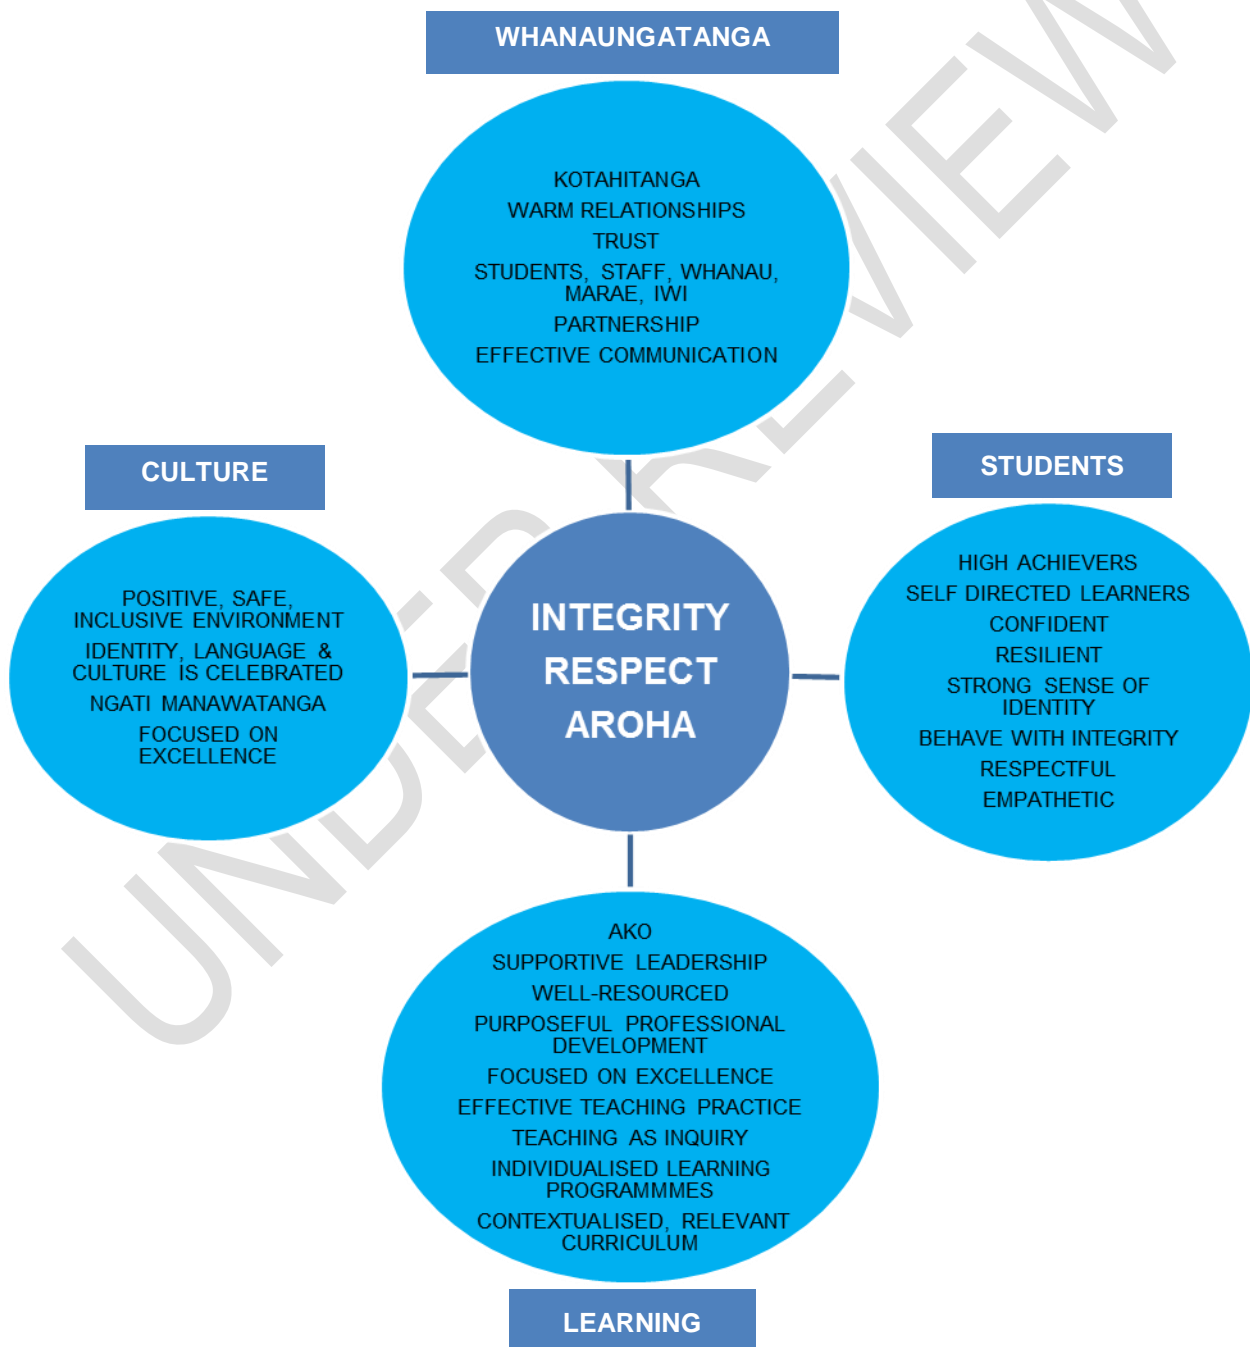 WHANAUNGATANGA
KOTAHITANGA
WARM RELATIONSHIPS
TRUST
STUDENTS, STAFF, WHANAU,
MARAE, IWI
PARTNERSHIP
EFFECTIVE COMMUNICATION
CULTURE
POSITIVE, SAFE,
INCLUSIVE ENVIRONMENT
IDENTITY, LANGUAGE &
CULTURE IS CELEBRATED
NGATI MANAWATANGA
FOCUSED ON
EXCELLENCE
INTEGRITY
RESPECT
AROHA
STUDENTS
HIGH ACHIEVERS
SELF DIRECTED LEARNERS
CONFIDENT
RESILIENT
STRONG SENSE OF
IDENTITY
BEHAVE WITH INTEGRITY
RESPECTFUL
EMPATHETIC
AKO
SUPPORTIVE LEADERSHIP
WELL-RESOURCED
PURPOSEFUL PROFESSIONAL
DEVELOPMENT
FOCUSED ON EXCELLENCE
EFFECTIVE TEACHING PRACTICE
TEACHING AS INQUIRY
INDIVIDUALISED LEARNING
PROGRAMMMES
CONTEXTUALISED, RELEVANT
CURRICULUM
LEARNING
UNDER REVIEW